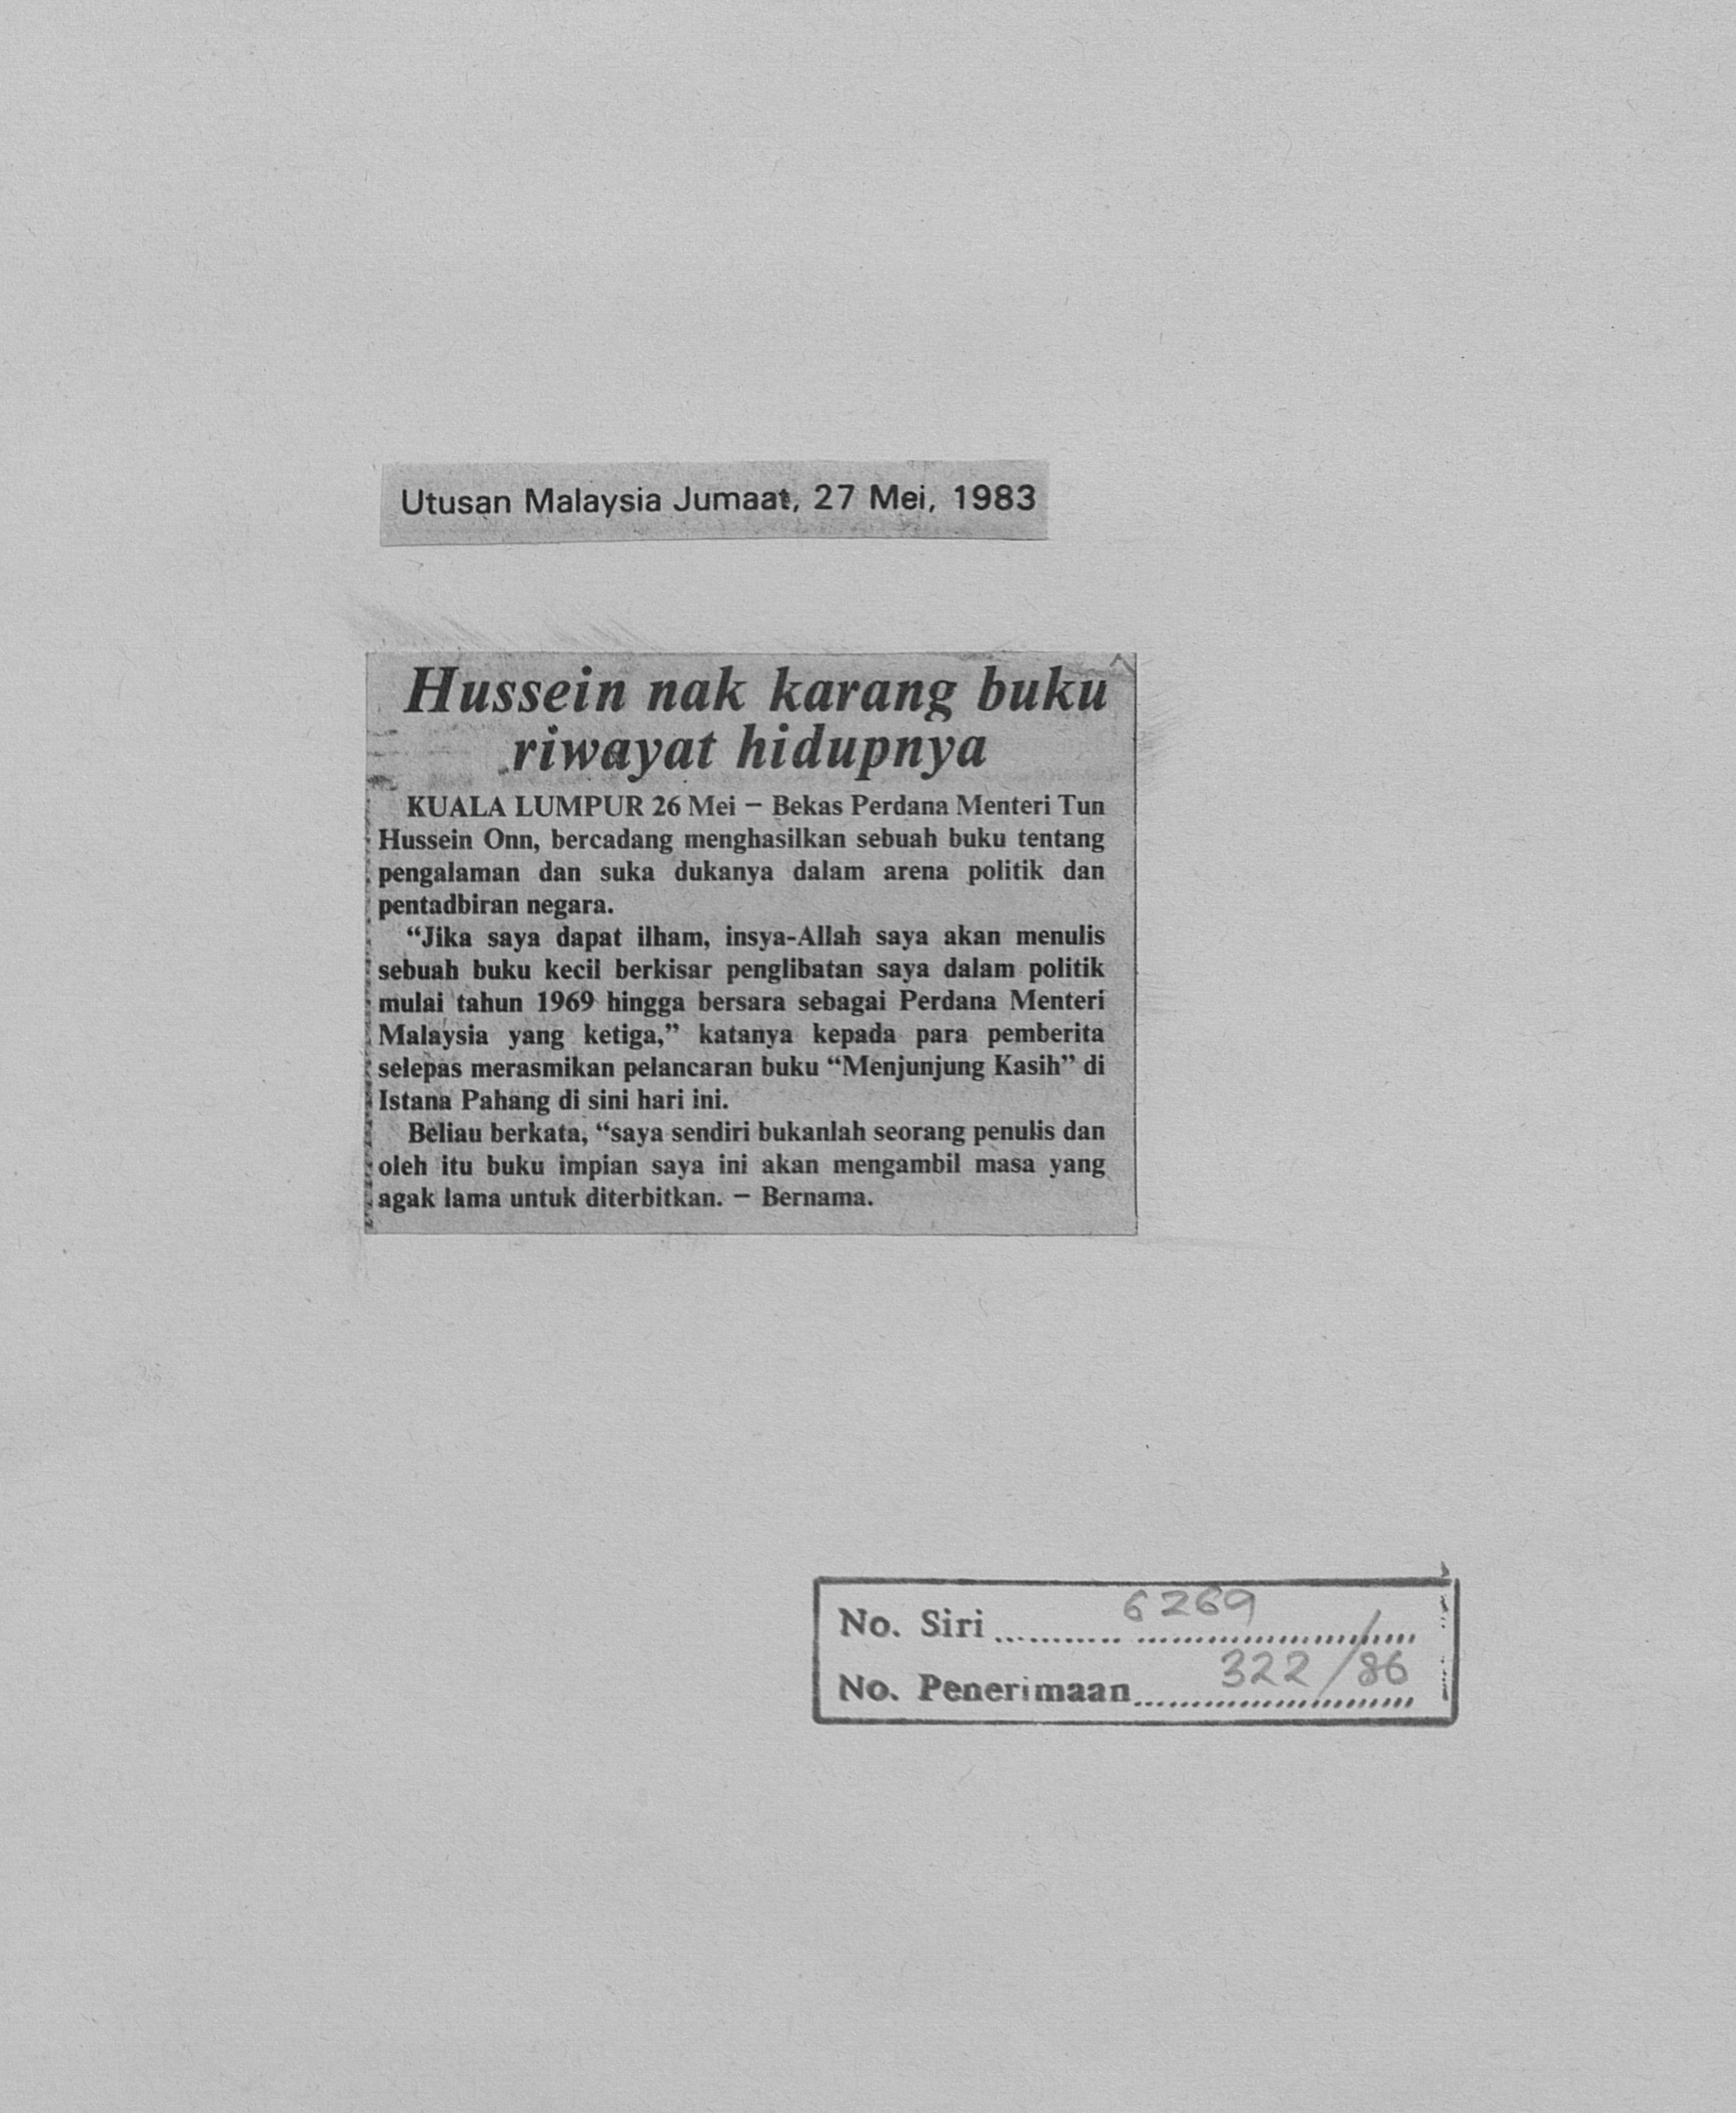 Utusan Malaysia Jumaat, 27 Mei, 1983
Hussein nak karang buku
riwayat hidupnya
KUALA LUMPUR 26 Mei — Bekas Perdana Menteri Tun
Hussein Onn, bercadang menghasilkan sebuah buku tentang
pengalaman dan suka dukanya dalam arena politik dan
pentadbiran negara.
“Jika saya dapat ilham, insya-Allah saya akan menulis
sebuah buku kecil berkisar penglibatan saya dalam politik
mulai tahun 1969 hingga bersara sebagai Perdana Menteri
Malaysia yang ketiga,” katanya kepada para pemberita
selepas merasmikan pelancaran buku “Menjunjung Kasih” di
Istana Pahang di sini hari ini.
Beliau berkata, “saya sendiri bukanlah seorang penulis dan
oleh itu buku impian saya ini akan mengambil masa yang
agak lama untuk diterbitkan. — Bernama.
No. Siri 6269
No. Penerimaan 322/86